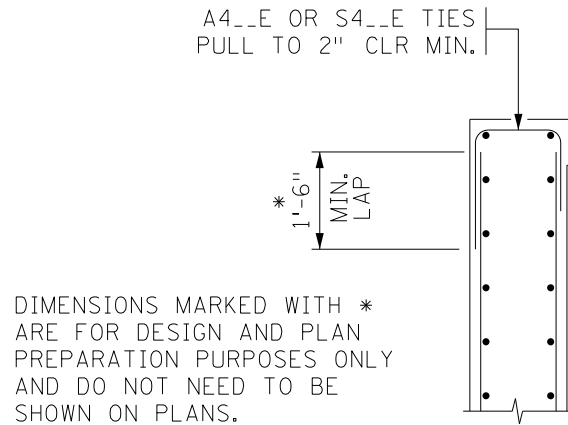 A4__E OR S4__E TIES
PULL TO 2" CLR MIN.
*
1'-6"
MIN.
LAP
DIMENSIONS MARKED WITH *
ARE FOR DESIGN AND PLAN
PREPARATION PURPOSES ONLY
AND DO NOT NEED TO BE
SHOWN ON PLANS.